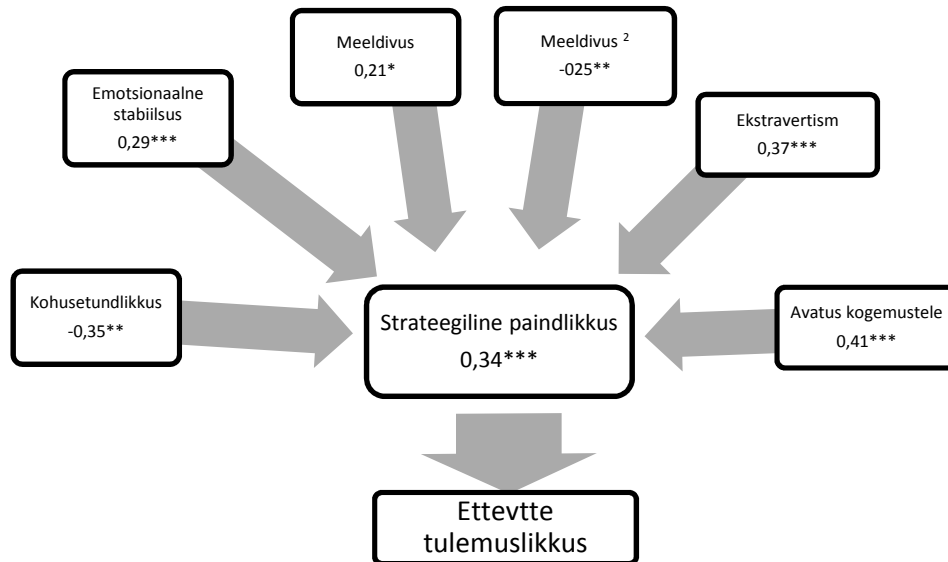 Meeldivus
0,21*
Meeldivus ²
-025**
Emotsionaalne
stabiilsus
0,29***
Ekstravertism
0,37***
Kohusetundlikkus
-0,35**
Strateegiline paindlikkus
0,34***
Avatus kogemustele
0,41***
Ettevtte
tulemuslikkus